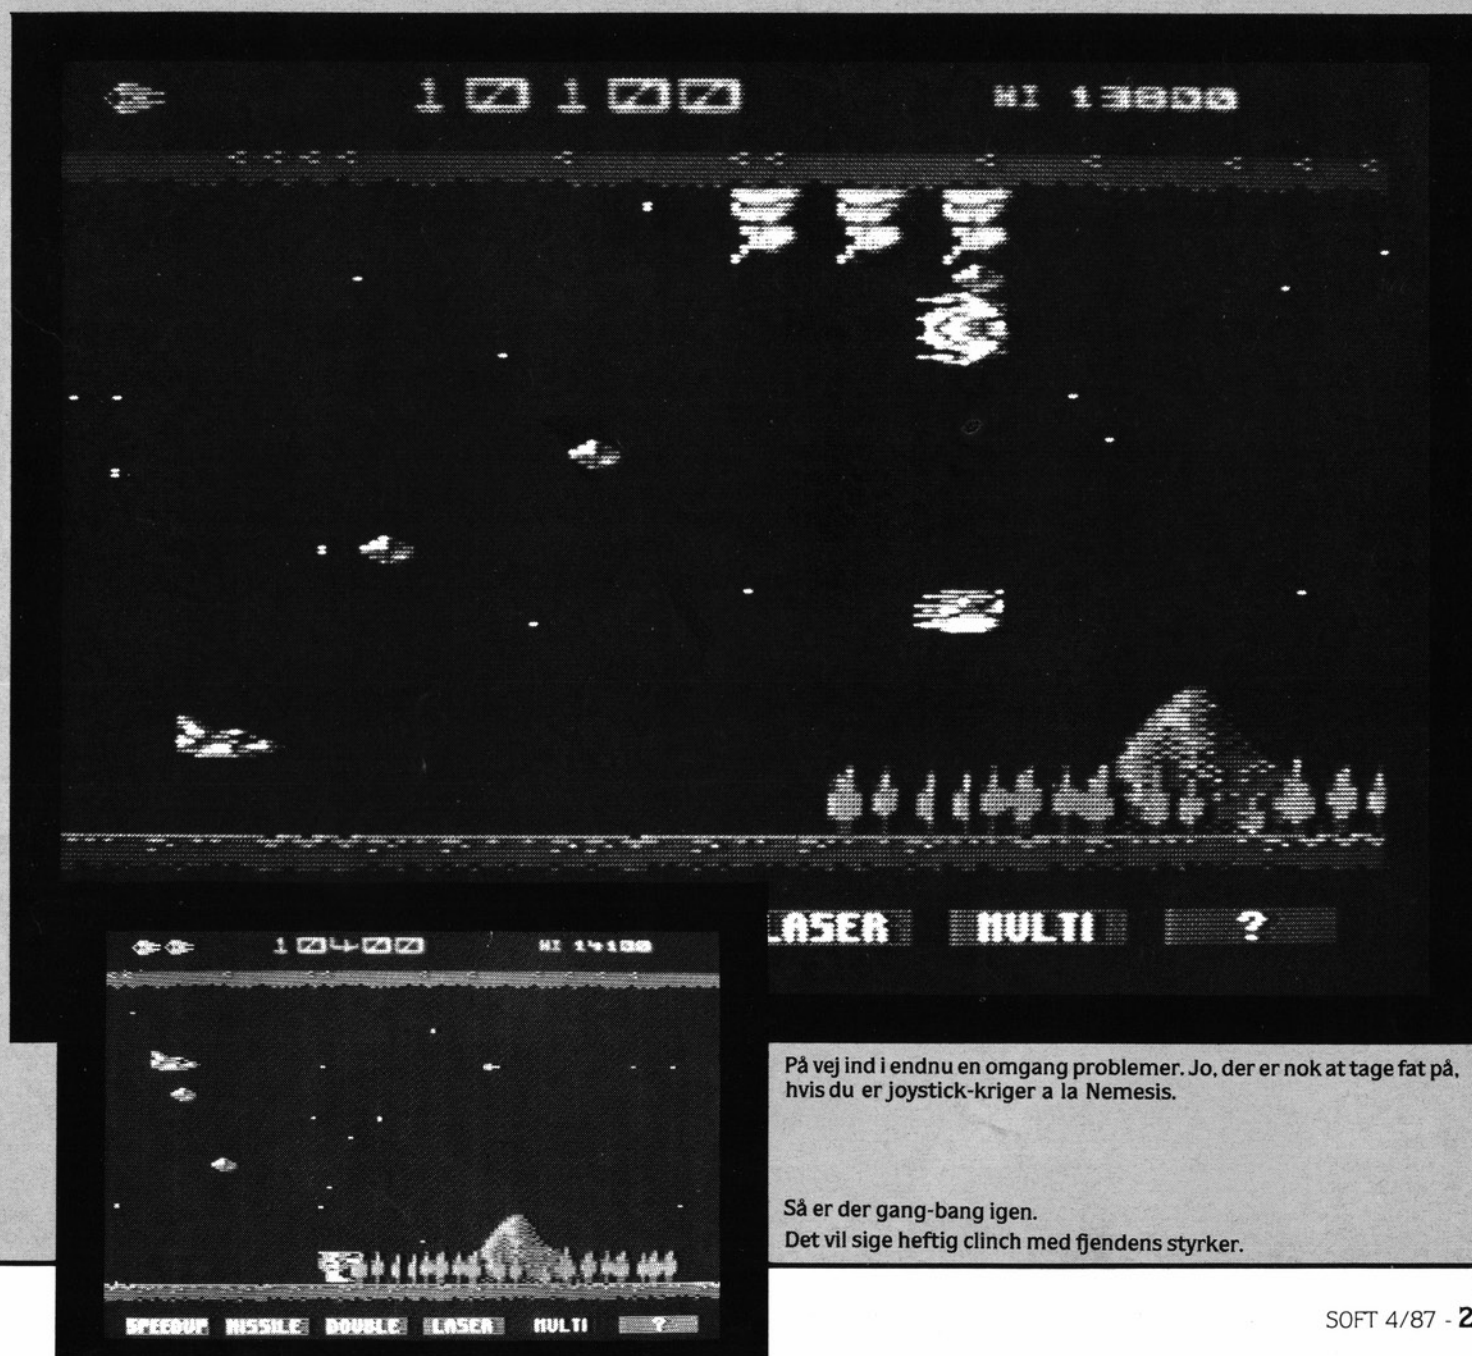 10100 HI 13800
LASER MULTI ?
10400 HI 14100
SPEEDUP MISSILE DOUBLE LASER MULTI ?
På vej ind i endnu en omgang problemer. Jo, der er nok at tage fat på,
hvis du er joystick-kriger a la Nemesis.
Så er der gang-bang igen.
Det vil sige heftig clinch med fjendens styrker.
SOFT 4/87 - 2